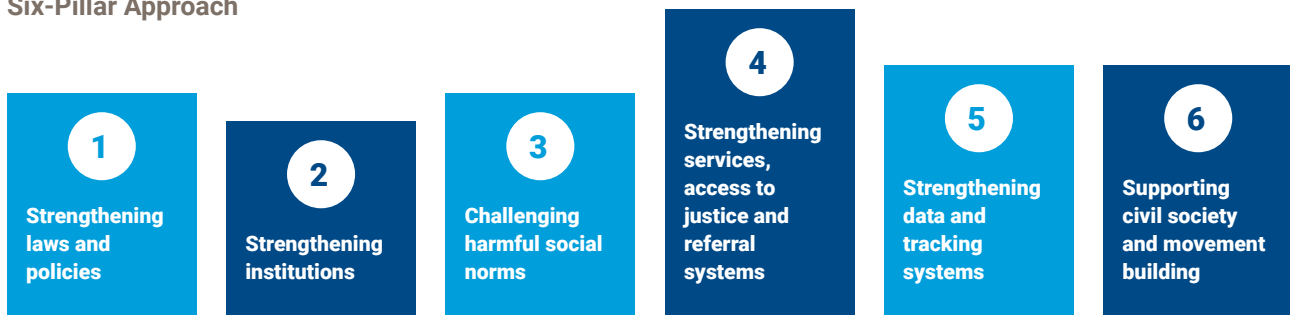 Six-Pillar Approach
1
Strengthening
laws and
policies
2
Strengthening
institutions
3
Challenging
harmful social
norms
4
Strengthening
services,
access to
justice and
referral
systems
5
Strengthening
data and
tracking
systems
6
Supporting
civil society
and movement
building